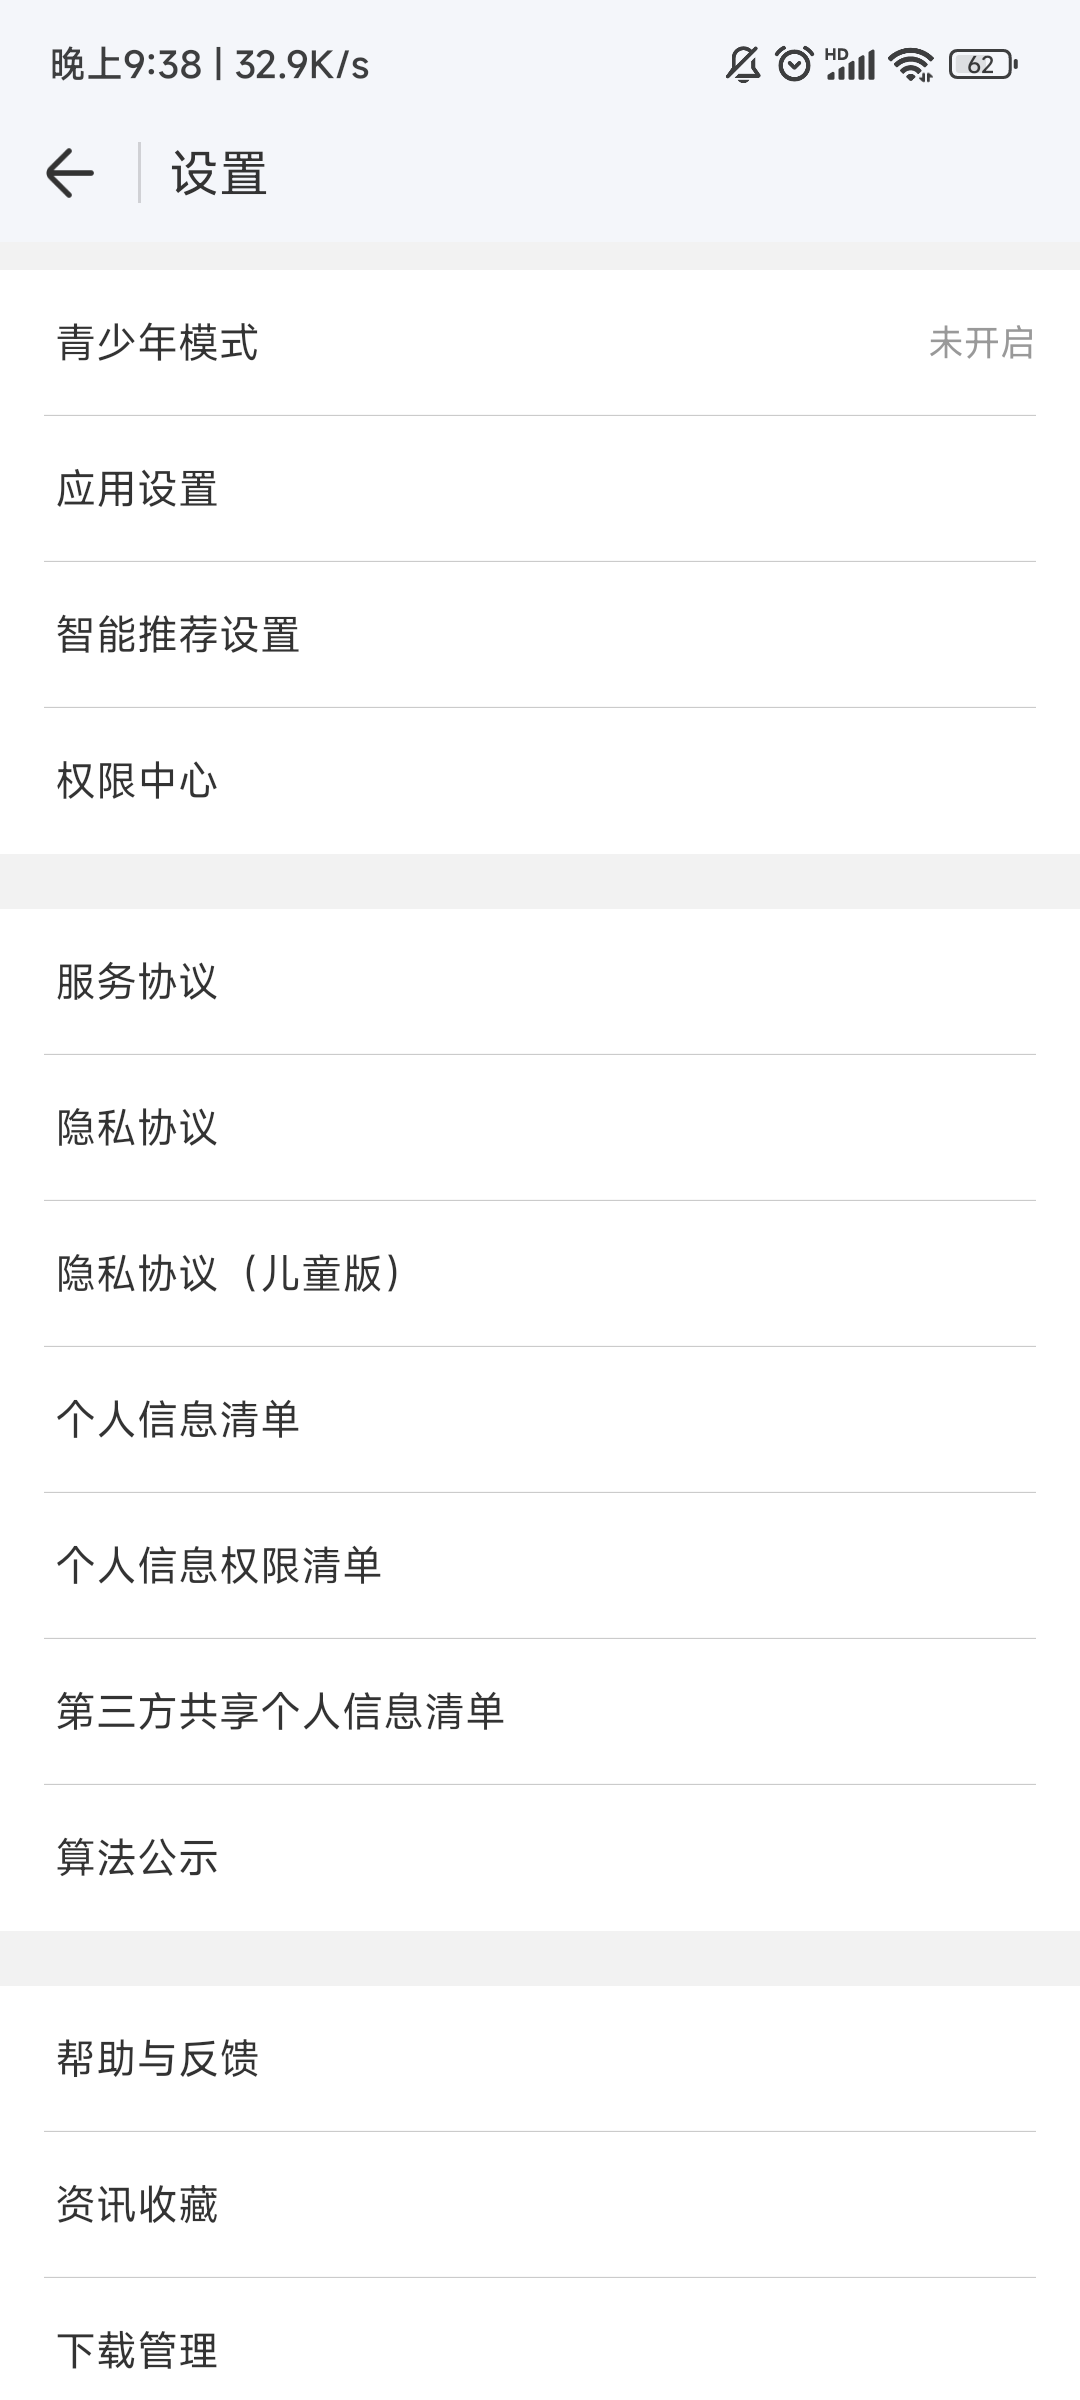 晚上9:38 | 32.9K/s
HD
62
设置
青少年模式
未开启
应用设置
智能推荐设置
权限中心
服务协议
隐私协议
隐私协议（儿童版）
个人信息清单
个人信息权限清单
第三方共享个人信息清单
算法公示
帮助与反馈
资讯收藏
下载管理